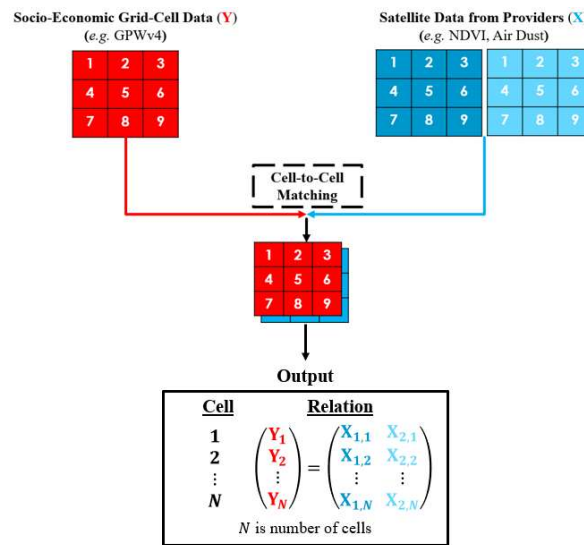 Socio-Economic Grid-Cell Data (Y)
(e.g. GPWv4)
Satellite Data from Providers (X
(e.g. NDVI, Air Dust)
1 2 3
4 5 6
7 8 9
1 2 3
4 5 6
7 8 9
1 2 3
4 5 6
7 8 9
Cell-to-Cell
Matching
1 2 3
4 5 6
7 8 9
Output
Cell Relation
1 (Y₁) = (X₁,₁ X₂,₁)
2 (Y₂) (X₁,₂ X₂,₂)
⋮ ⋮ ⋮ ⋮
N (Y_N) (X₁,N X₂,N)
N is number of cells